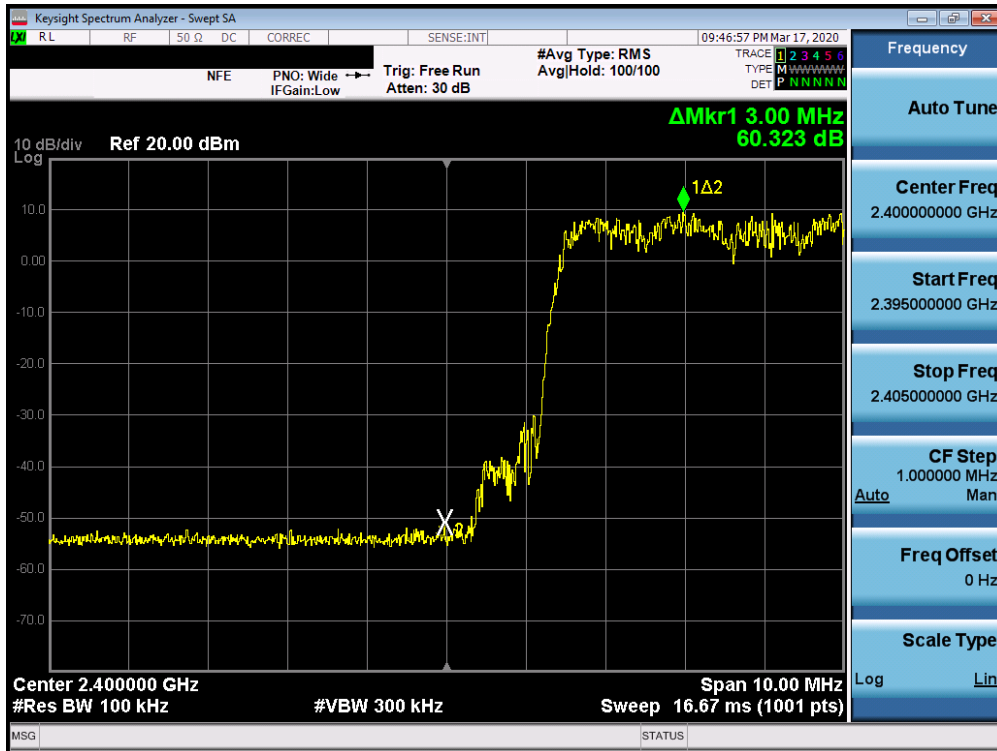 Keysight Spectrum Analyzer - Swept SA
LXI RL RF 50 Ω DC CORREC SENSE:INT 09:46:57 PM Mar 17, 2020
NFE
PNO: Wide
IFGain:Low
Trig: Free Run
Atten: 30 dB
#Avg Type: RMS
Avg|Hold: 100/100
TRACE 1 2 3 4 5 6
TYPE M W W W W W
DET P N N N N N
ΔMkr1 3.00 MHz
60.323 dB
10 dB/div Ref 20.00 dBm
Log
10.0
0.00
-10.0
-20.0
-30.0
-40.0
-50.0
-60.0
-70.0
1Δ2
X2
Center 2.400000 GHz Span 10.00 MHz
#Res BW 100 kHz #VBW 300 kHz Sweep 16.67 ms (1001 pts)
MSG STATUS
Frequency
Auto Tune
Center Freq
2.400000000 GHz
Start Freq
2.395000000 GHz
Stop Freq
2.405000000 GHz
CF Step
1.000000 MHz
Auto Man
Freq Offset
0 Hz
Scale Type
Log Lin